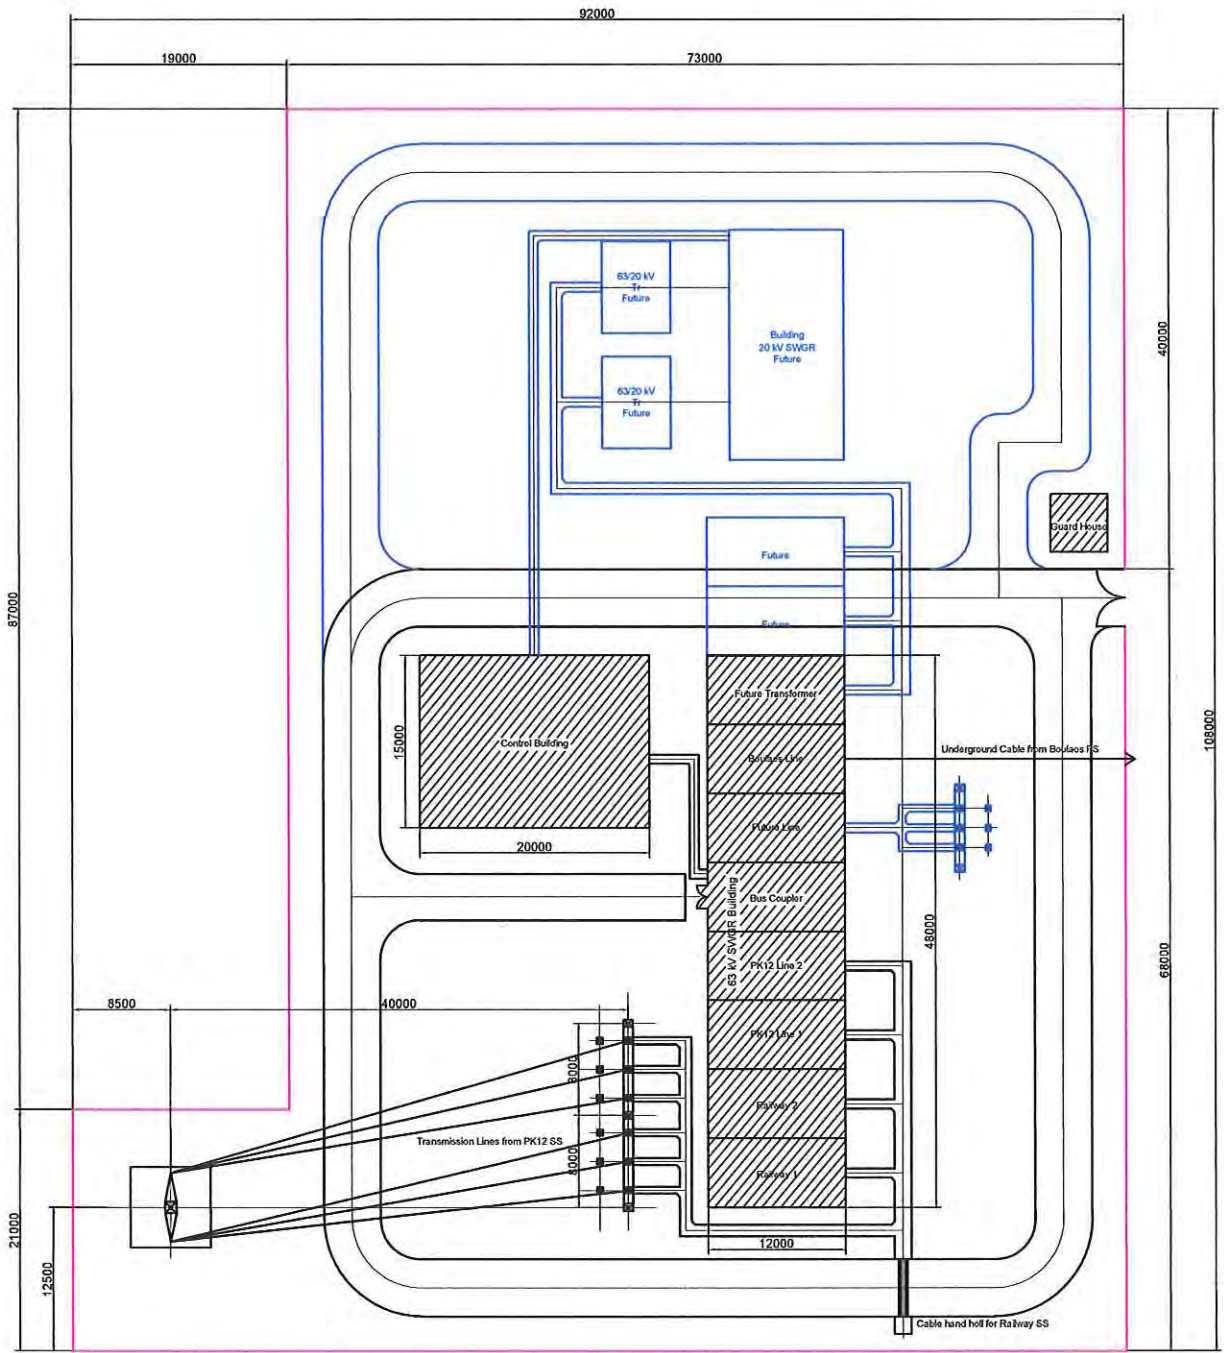 92000
19000
73000
63/20 kV
Tr
Future
Building
20 kV SWGR
Future
40000
63/20 kV
Tr
Future
Guard House
Future
87000
Future
Future Transformer
108000
15000
Control Building
Boulaos Line
Underground Cable from Boulaos PS
Future Line
20000
Bus Coupler
63 kV SWGR Building
48000
68000
PK12 Line 2
8500
40000
PK12 Line 1
8000
Railway 2
Transmission Lines from PK12 SS
8000
Railway 1
21000
12500
12000
Cable hand holl for Railway SS